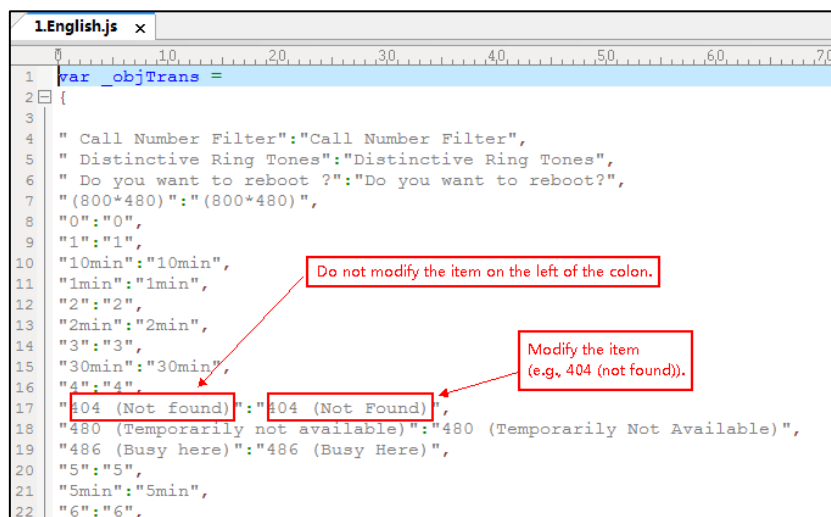 1.English.js x
0 10 20 30 40 50 60 70
1 var _objTrans =
2 {
3
4 " Call Number Filter":"Call Number Filter",
5 " Distinctive Ring Tones":"Distinctive Ring Tones",
6 " Do you want to reboot ?":"Do you want to reboot?",
7 "(800*480)":"(800*480)",
8 "0":"0",
9 "1":"1",
10 "10min":"10min",
11 "1min":"1min",
Do not modify the item on the left of the colon.
12 "2":"2",
13 "2min":"2min",
14 "3":"3",
15 "30min":"30min",
Modify the item
(e.g., 404 (not found)).
16 "4":"4",
17 "404 (Not found)":"404 (Not Found)",
18 "480 (Temporarily not available)":"480 (Temporarily Not Available)",
19 "486 (Busy here)":"486 (Busy Here)",
20 "5":"5",
21 "5min":"5min",
22 "6":"6",